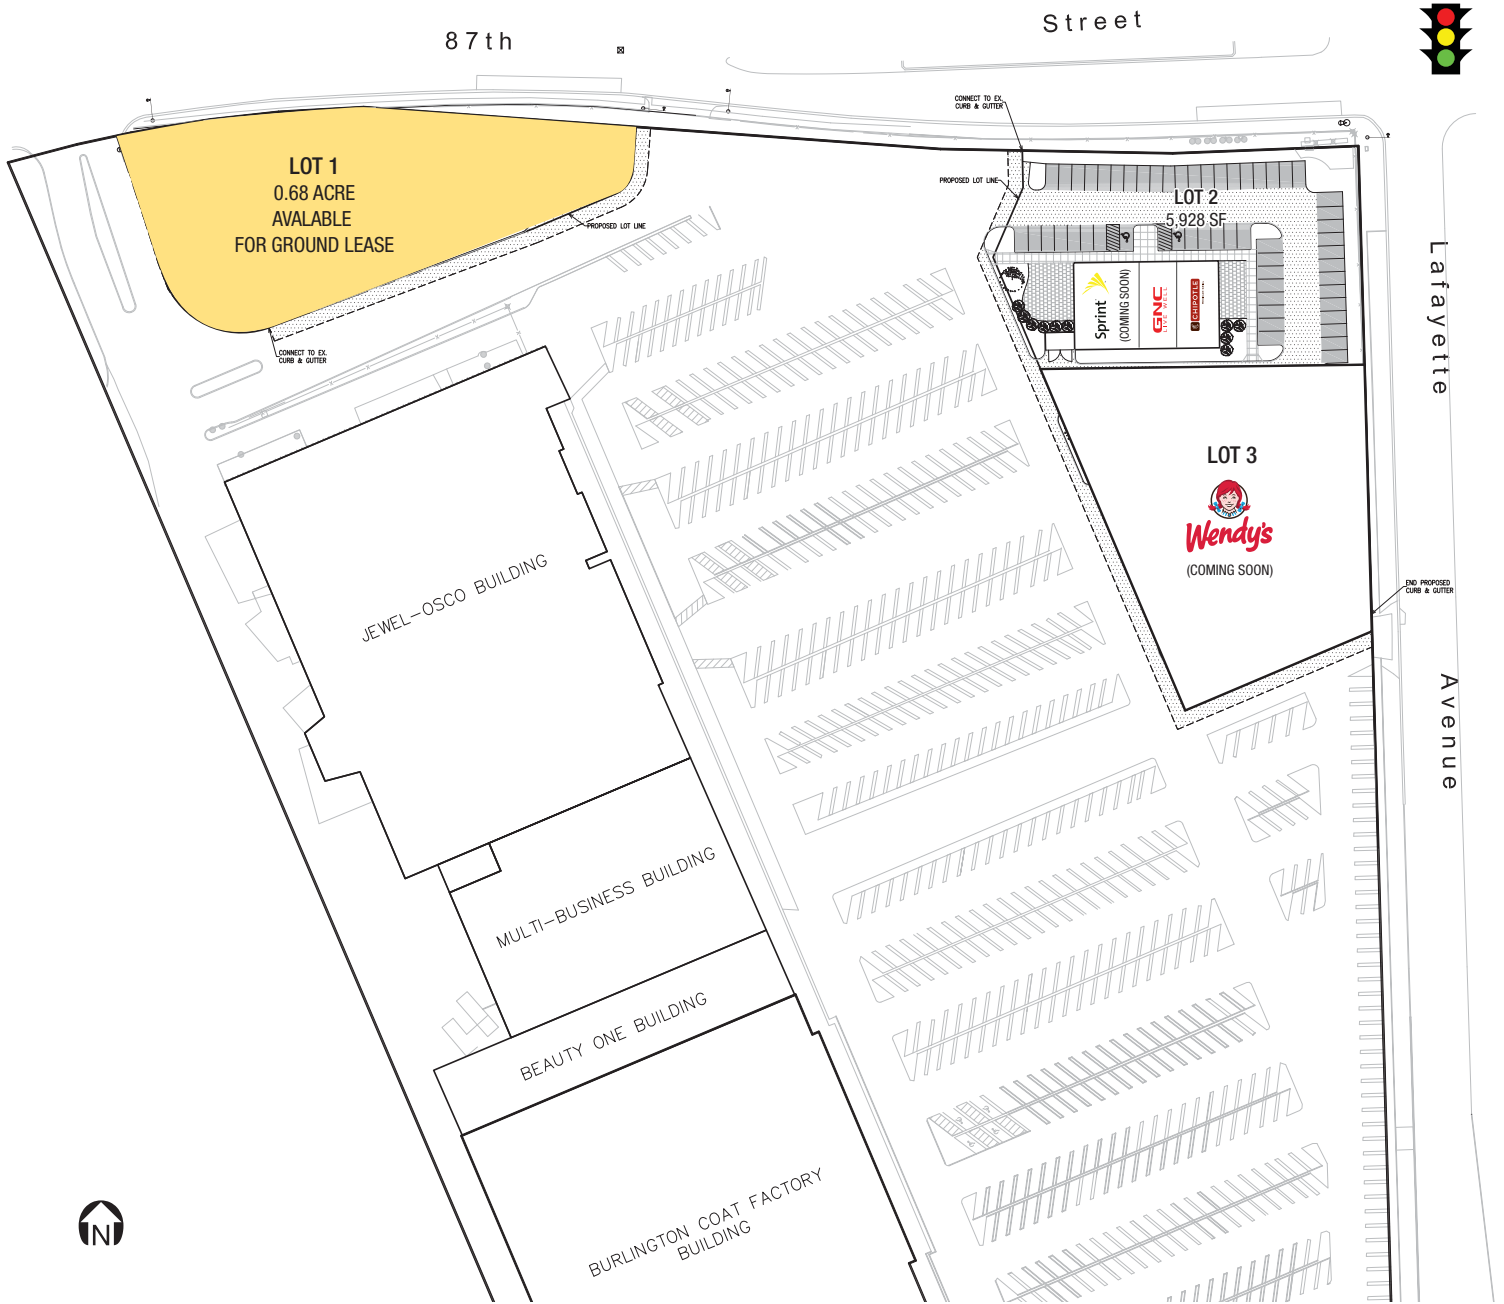 87th Street
CONNECT TO EX.
CURB & GUTTER
LOT 1
0.68 ACRE
AVALABLE
FOR GROUND LEASE
PROPOSED LOT LINE
PROPOSED LOT LINE
LOT 2
5,928 SF
Sprint
(COMING SOON)
GNC
LIVE WELL
CHIPOTLE
Lafayette
Avenue
CONNECT TO EX.
CURB & GUTTER
LOT 3
Wendy's
(COMING SOON)
END PROPOSED
CURB & GUTTER
JEWEL-OSCO BUILDING
MULTI-BUSINESS BUILDING
BEAUTY ONE BUILDING
BURLINGTON COAT FACTORY
BUILDING
N